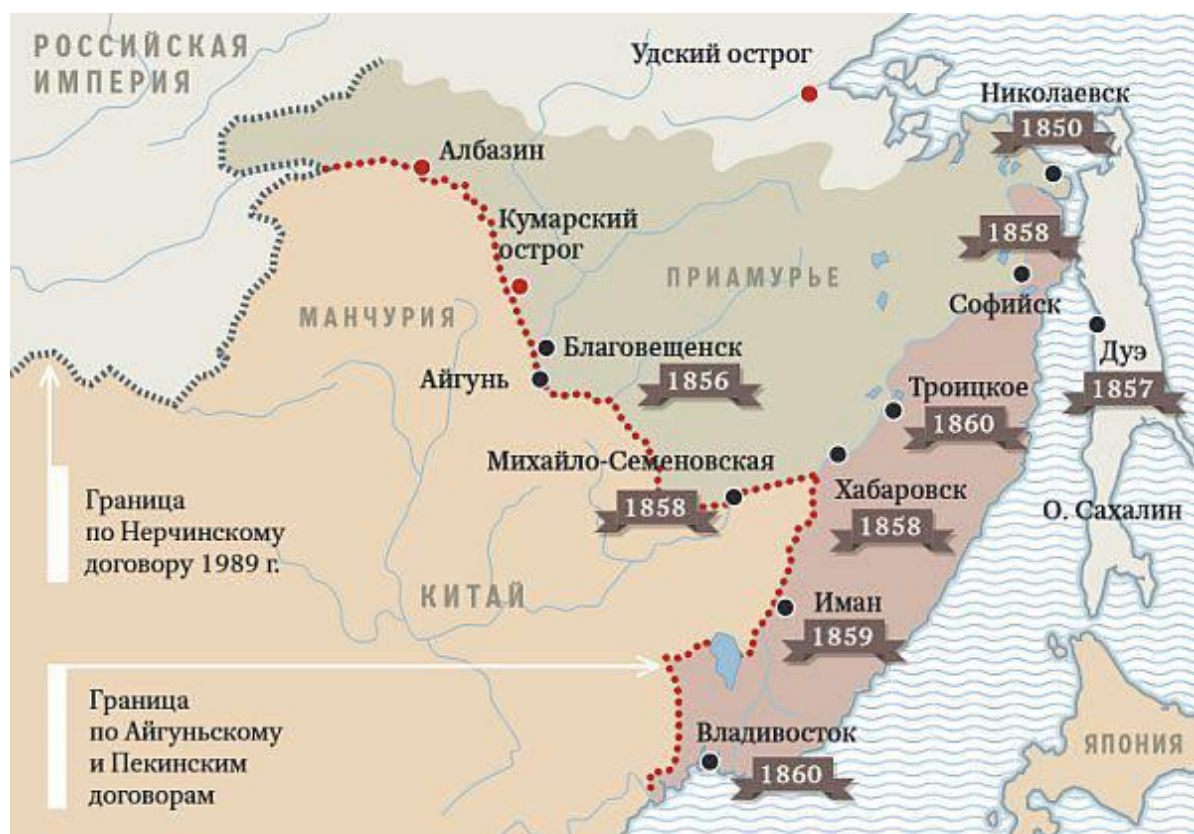 РОССИЙСКАЯ
ИМПЕРИЯ
Удский острог
Николаевск
1850
Албазин
Кумарский
острог
1858
ПРИАМУРЬЕ
Софийск
МАНЧУРИЯ
Благовещенск
1856
Айгунь
Дуэ
1857
Троицкое
1860
Михайло-Семеновская
1858
Хабаровск
1858
О. Сахалин
Граница
по Нерчинскому
договору 1989 г.
КИТАЙ
Иман
1859
Граница
по Айгуньскому
и Пекинским
договорам
Владивосток
1860
ЯПОНИЯ